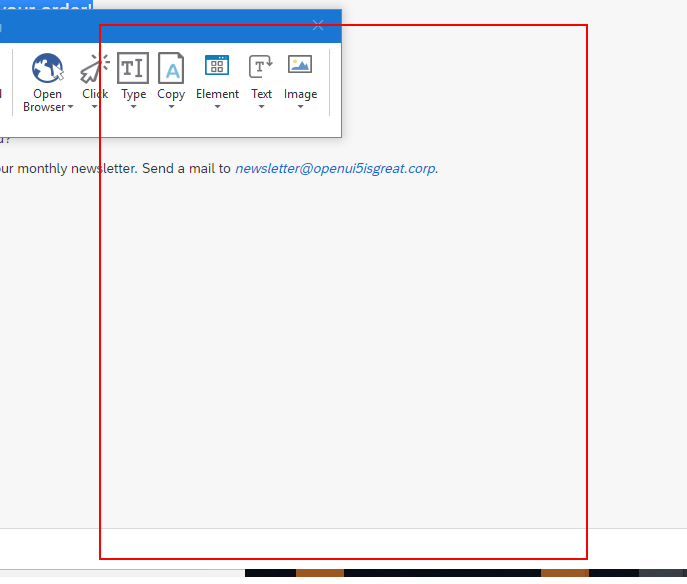 your order!
Open Browser
Click
Type
Copy
Element
Text
Image
ur monthly newsletter. Send a mail to newsletter@openui5isgreat.corp.